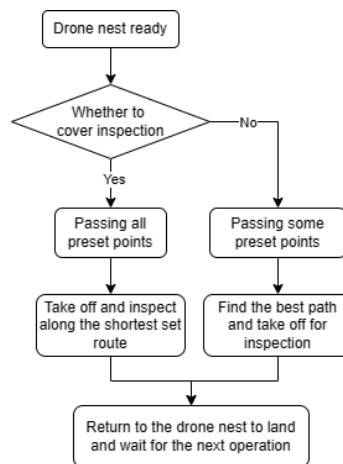 Drone nest ready
Whether to
cover inspection
No
Yes
Passing all
preset points
Passing some
preset points
Take off and inspect
along the shortest set
route
Find the best path
and take off for
inspection
Return to the drone nest to land
and wait for the next operation